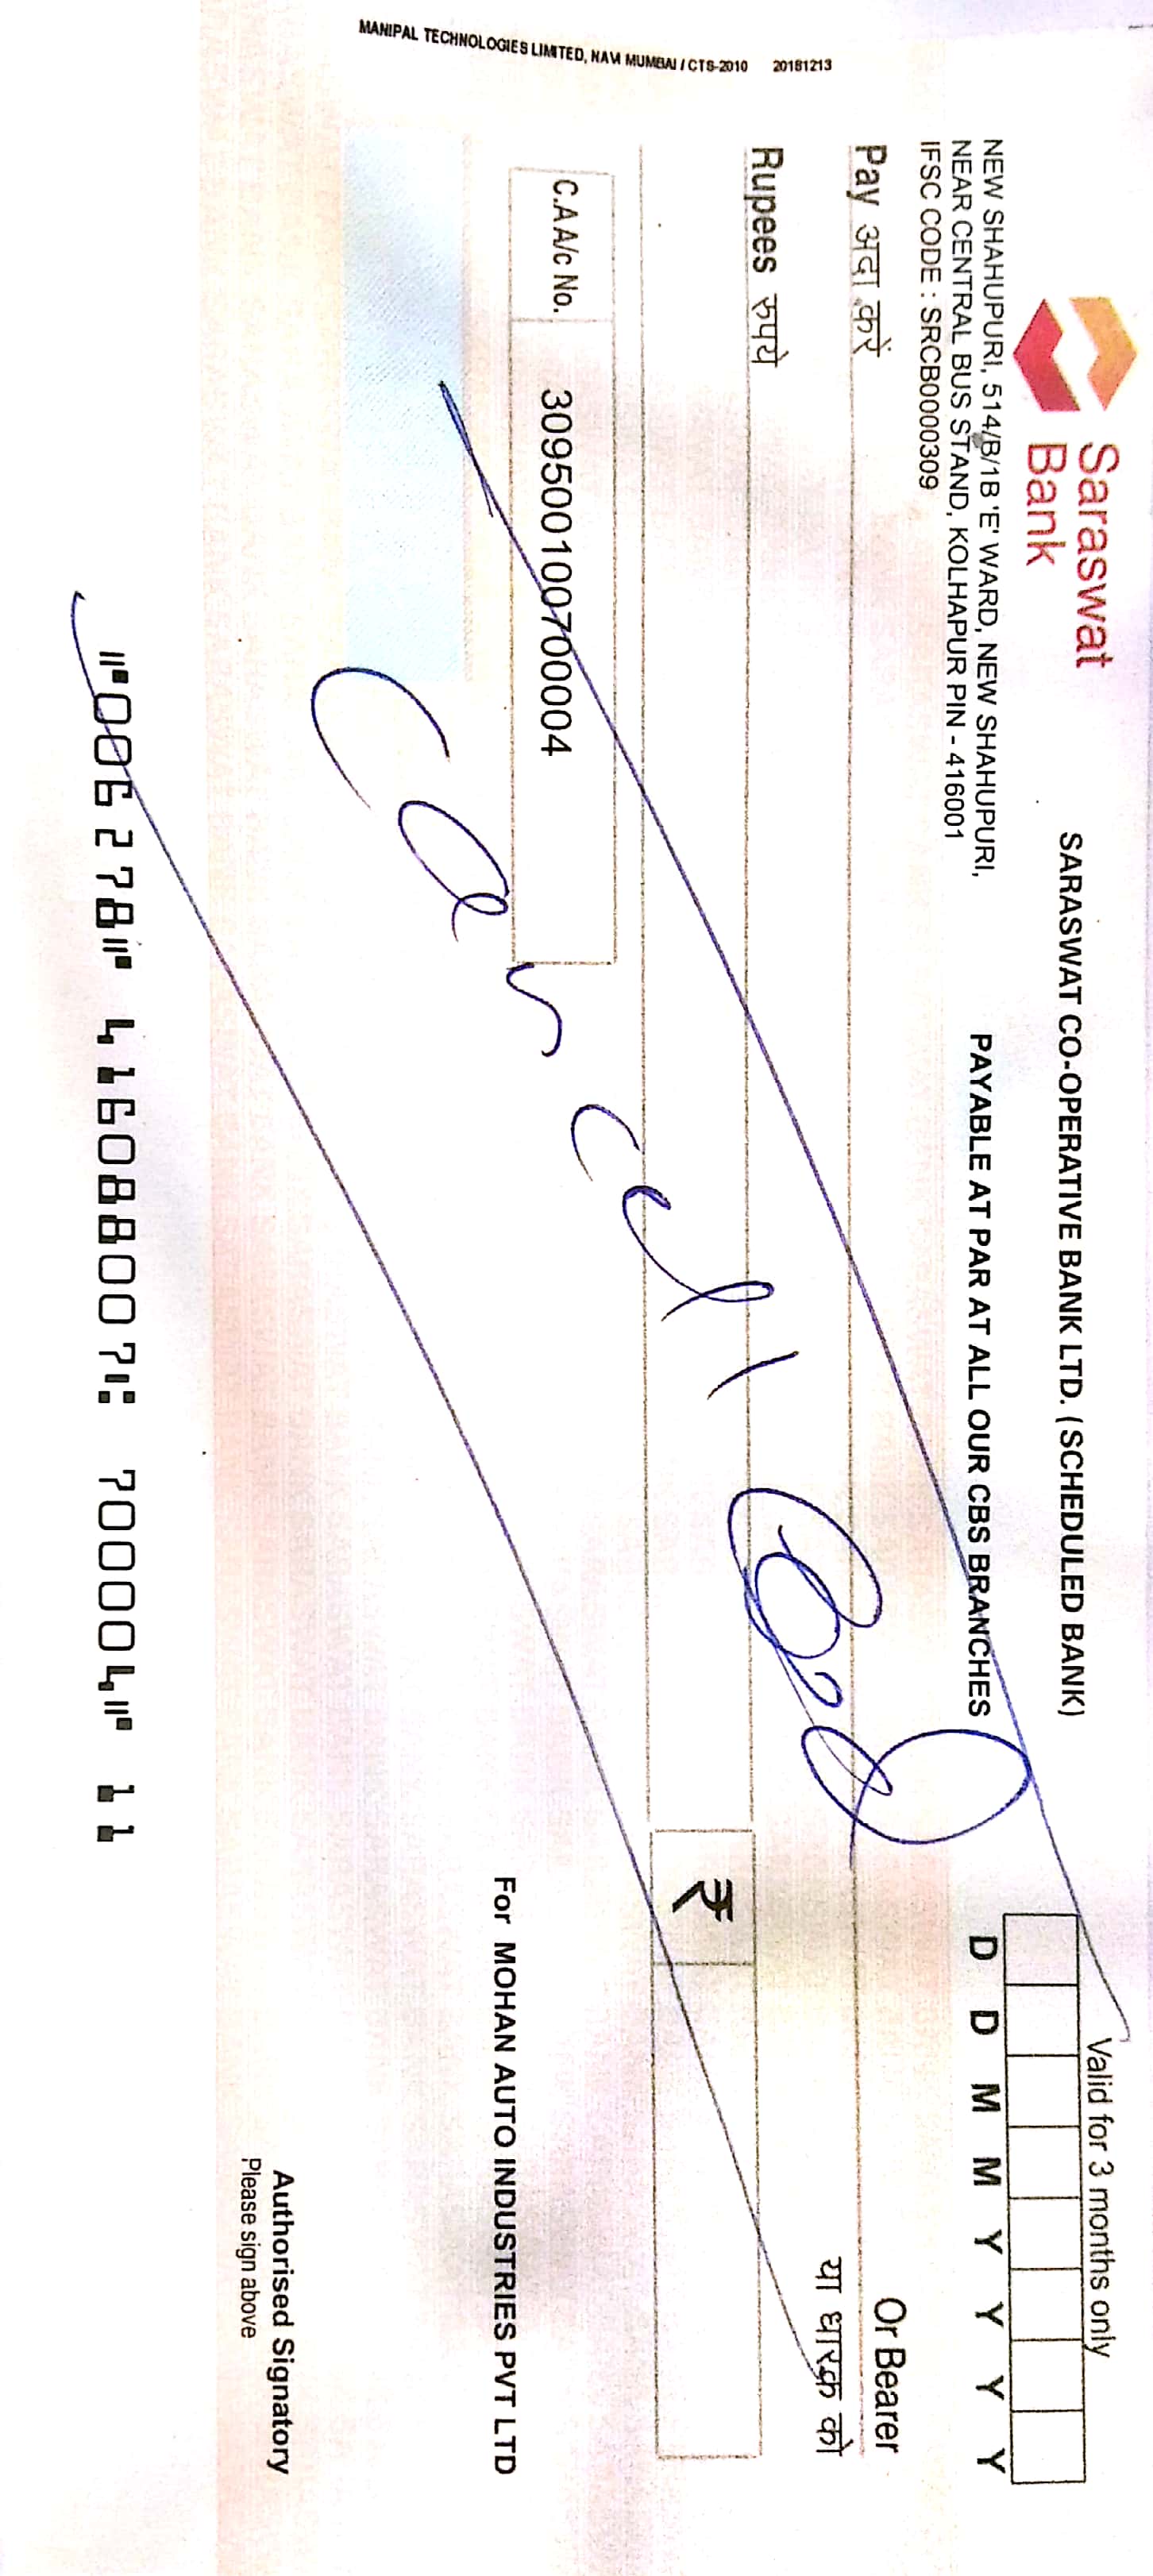 Saraswat
Bank
SARASWAT CO-OPERATIVE BANK LTD. (SCHEDULED BANK)
Valid for 3 months only
NEW SHAHUPURI, 514/B/1B 'E' WARD, NEW SHAHUPURI,
NEAR CENTRAL BUS STAND, KOLHAPUR PIN - 416001
IFSC CODE : SRCB0000309
PAYABLE AT PAR AT ALL OUR CBS BRANCHES
D D M M Y Y Y Y
Pay अदा करें
Or Bearer
या धारक को
Rupees रुपये
₹
C.A A/c No. 309500100700004
For MOHAN AUTO INDUSTRIES PVT LTD
Cancel
Authorised Signatory
Please sign above
MANIPAL TECHNOLOGIES LIMITED, NAVI MUMBAI / CTS-2010 20181213
⑈006278⑈ 416088007⑆ 700004⑈ 11